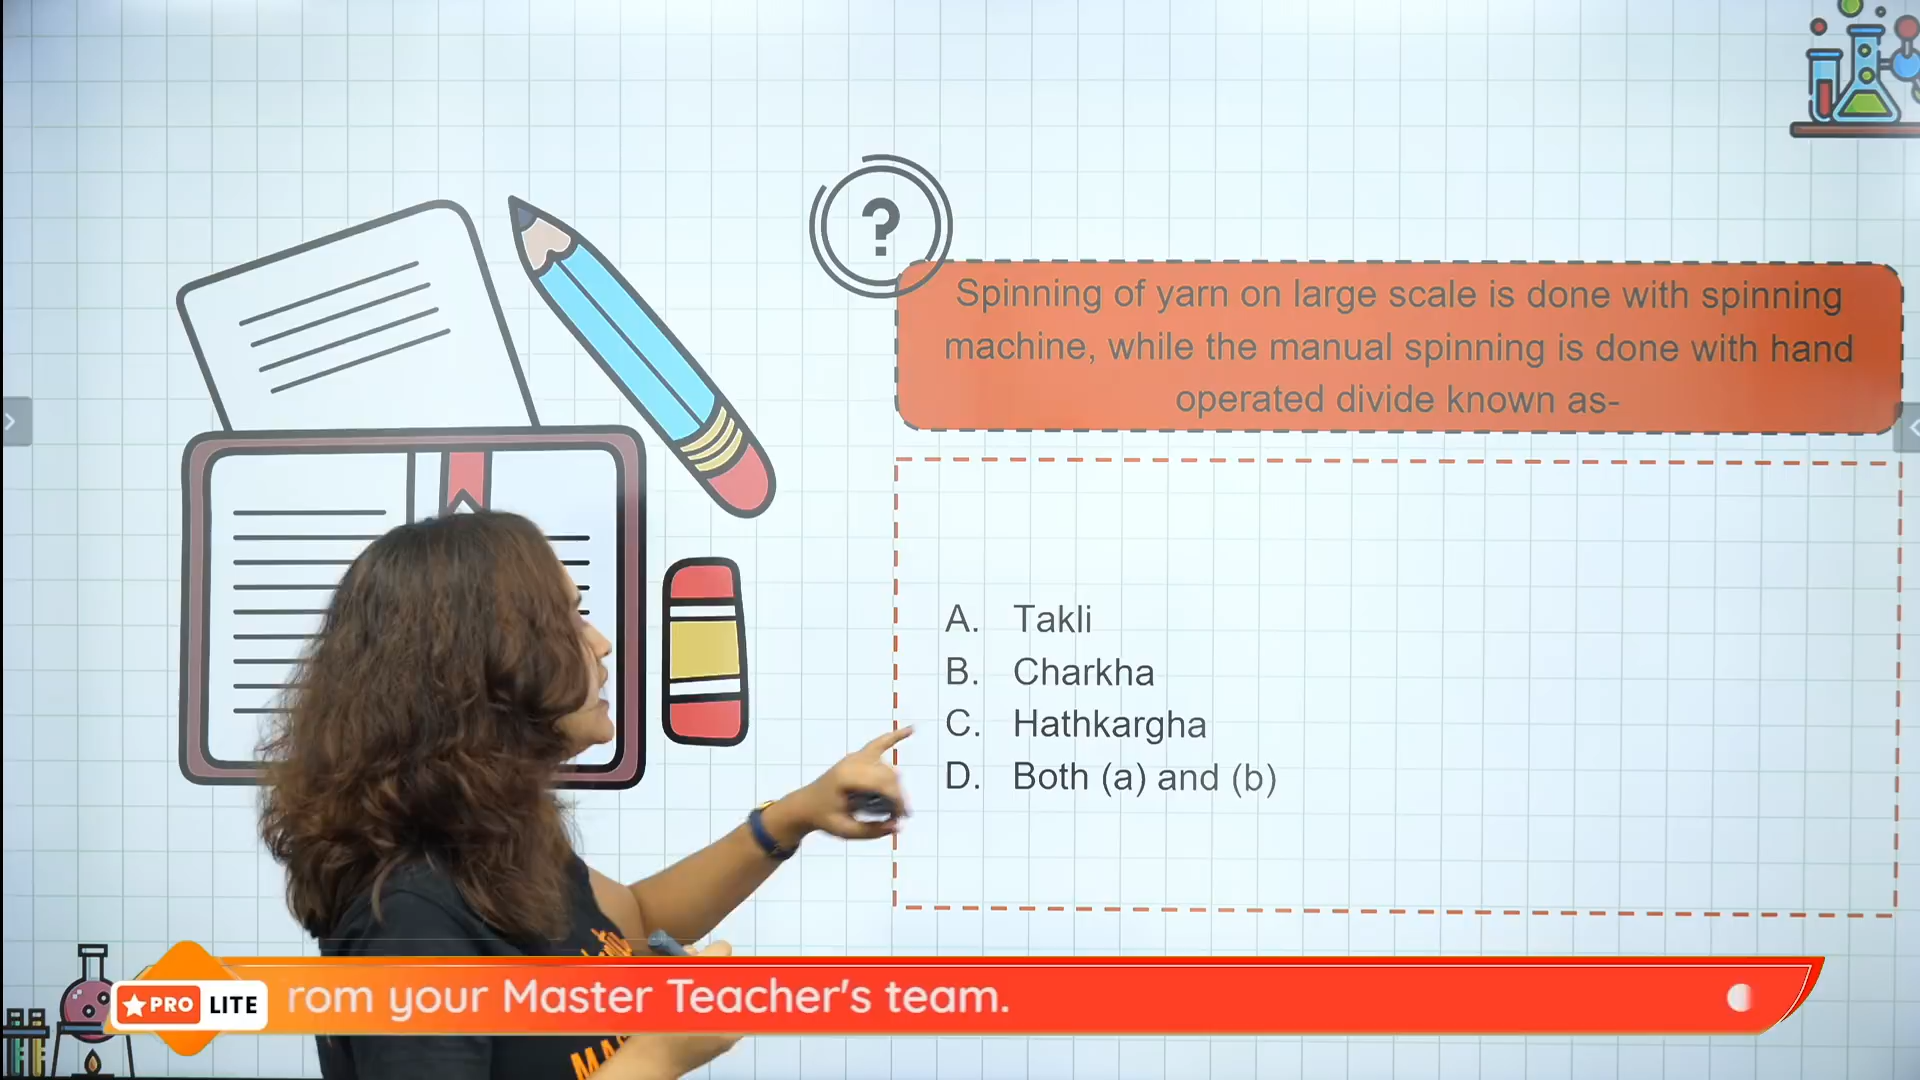 ?
Spinning of yarn on large scale is done with spinning
machine, while the manual spinning is done with hand
operated divide known as-
A. Takli
B. Charkha
C. Hathkargha
D. Both (a) and (b)
PRO LITE
rom your Master Teacher's team.